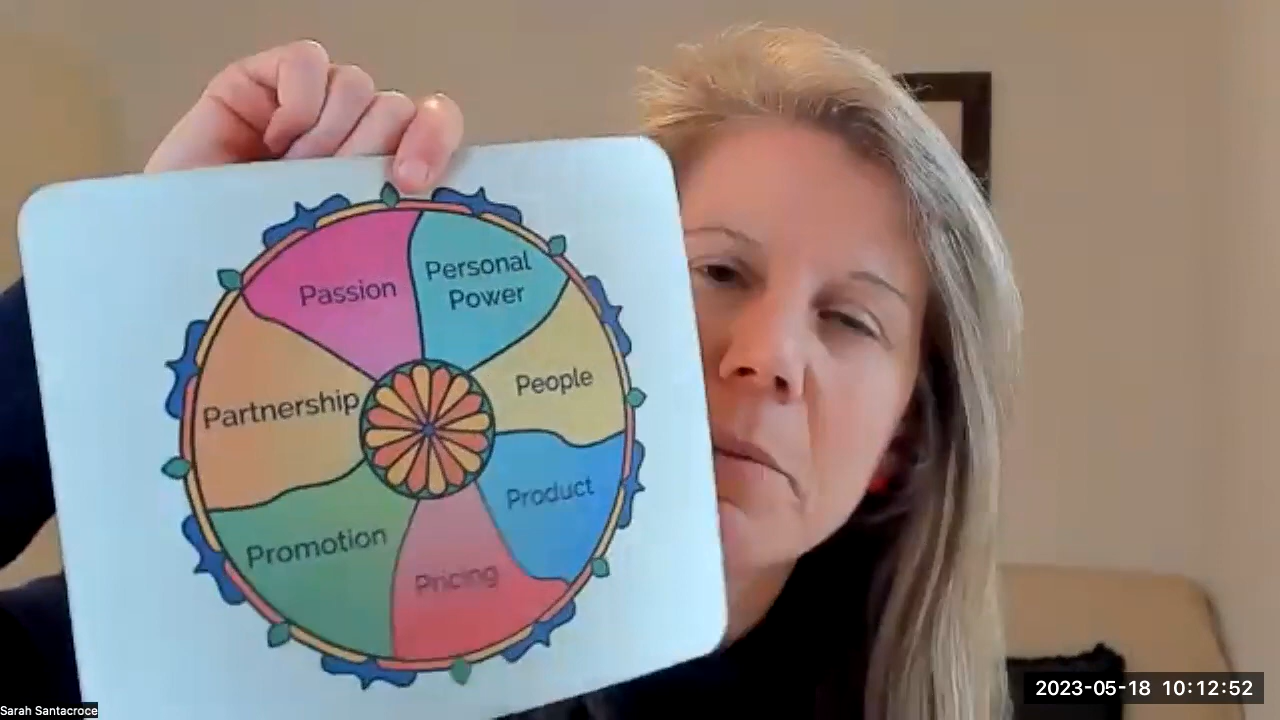 Passion
Personal
Power
People
Partnership
Product
Promotion
Pricing
2023-05-18 10:12:52
Sarah Santacroce